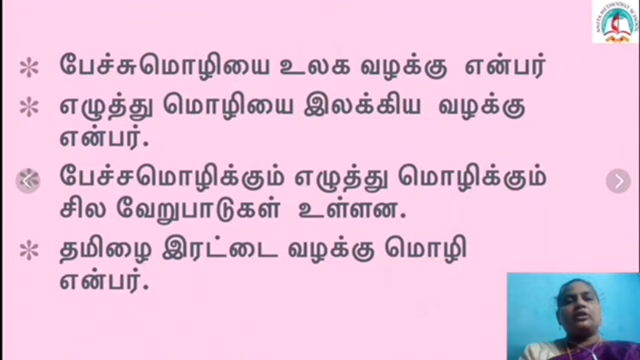 பேச்சுமொழியை உலக வழக்கு என்பர்
எழுத்து மொழியை இலக்கிய வழக்கு
என்பர்.
பேச்சமொழிக்கும் எழுத்து மொழிக்கும்
சில வேறுபாடுகள் உள்ளன.
தமிழை இரட்டை வழக்கு மொழி
என்பர்.